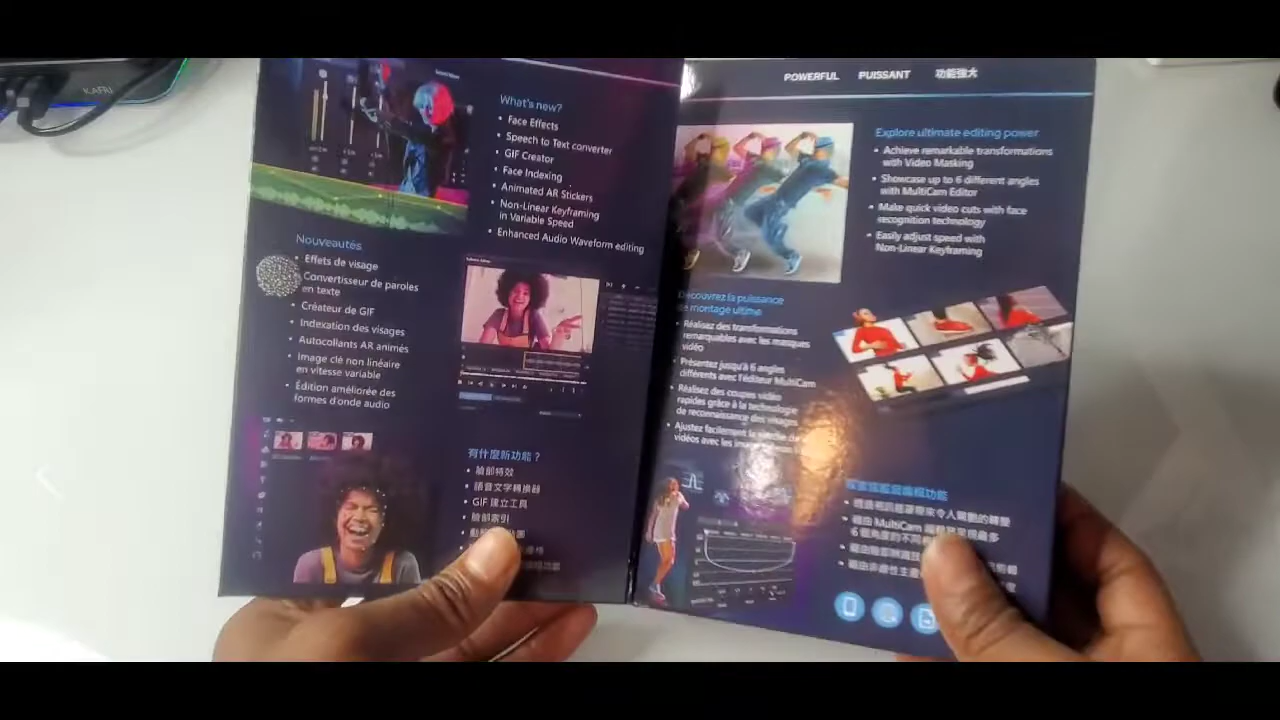 KAFRI
What's new?
• Face Effects
• Speech to Text converter
• GIF Creator
• Face Indexing
• Animated AR Stickers
• Non-Linear Keyframing
in Variable Speed
• Enhanced Audio Waveform editing
Nouveautés
• Effets de visage
Convertisseur de paroles
en texte
• Créateur de GIF
• Indexation des visages
• Autocollants AR animés
• Image clé non linéaire
en vitesse variable
• Édition améliorée des
formes d'onde audio
有什麼新功能？
• 臉部特效
• 語音文字轉換器
• GIF 建立工具
• 臉部索引
POWERFUL PUISSANT 功能強大
Explore ultimate editing power
• Achieve remarkable transformations
with Video Masking
• Showcase up to 6 different angles
with MultiCam Editor
• Make quick video cuts with face
recognition technology
• Easily adjust speed with
Non-Linear Keyframing
Découvrez la puissance
de montage ultime
• Réalisez des transformations
remarquables avec les masques
vidéo
• Présentez jusqu'à 6 angles
différents avec l'éditeur MultiCam
• Réalisez des coupes vidéo
rapides grâce à la technologie
de reconnaissance des visages
• Ajustez facilement la
vidéos avec les
MultiCam